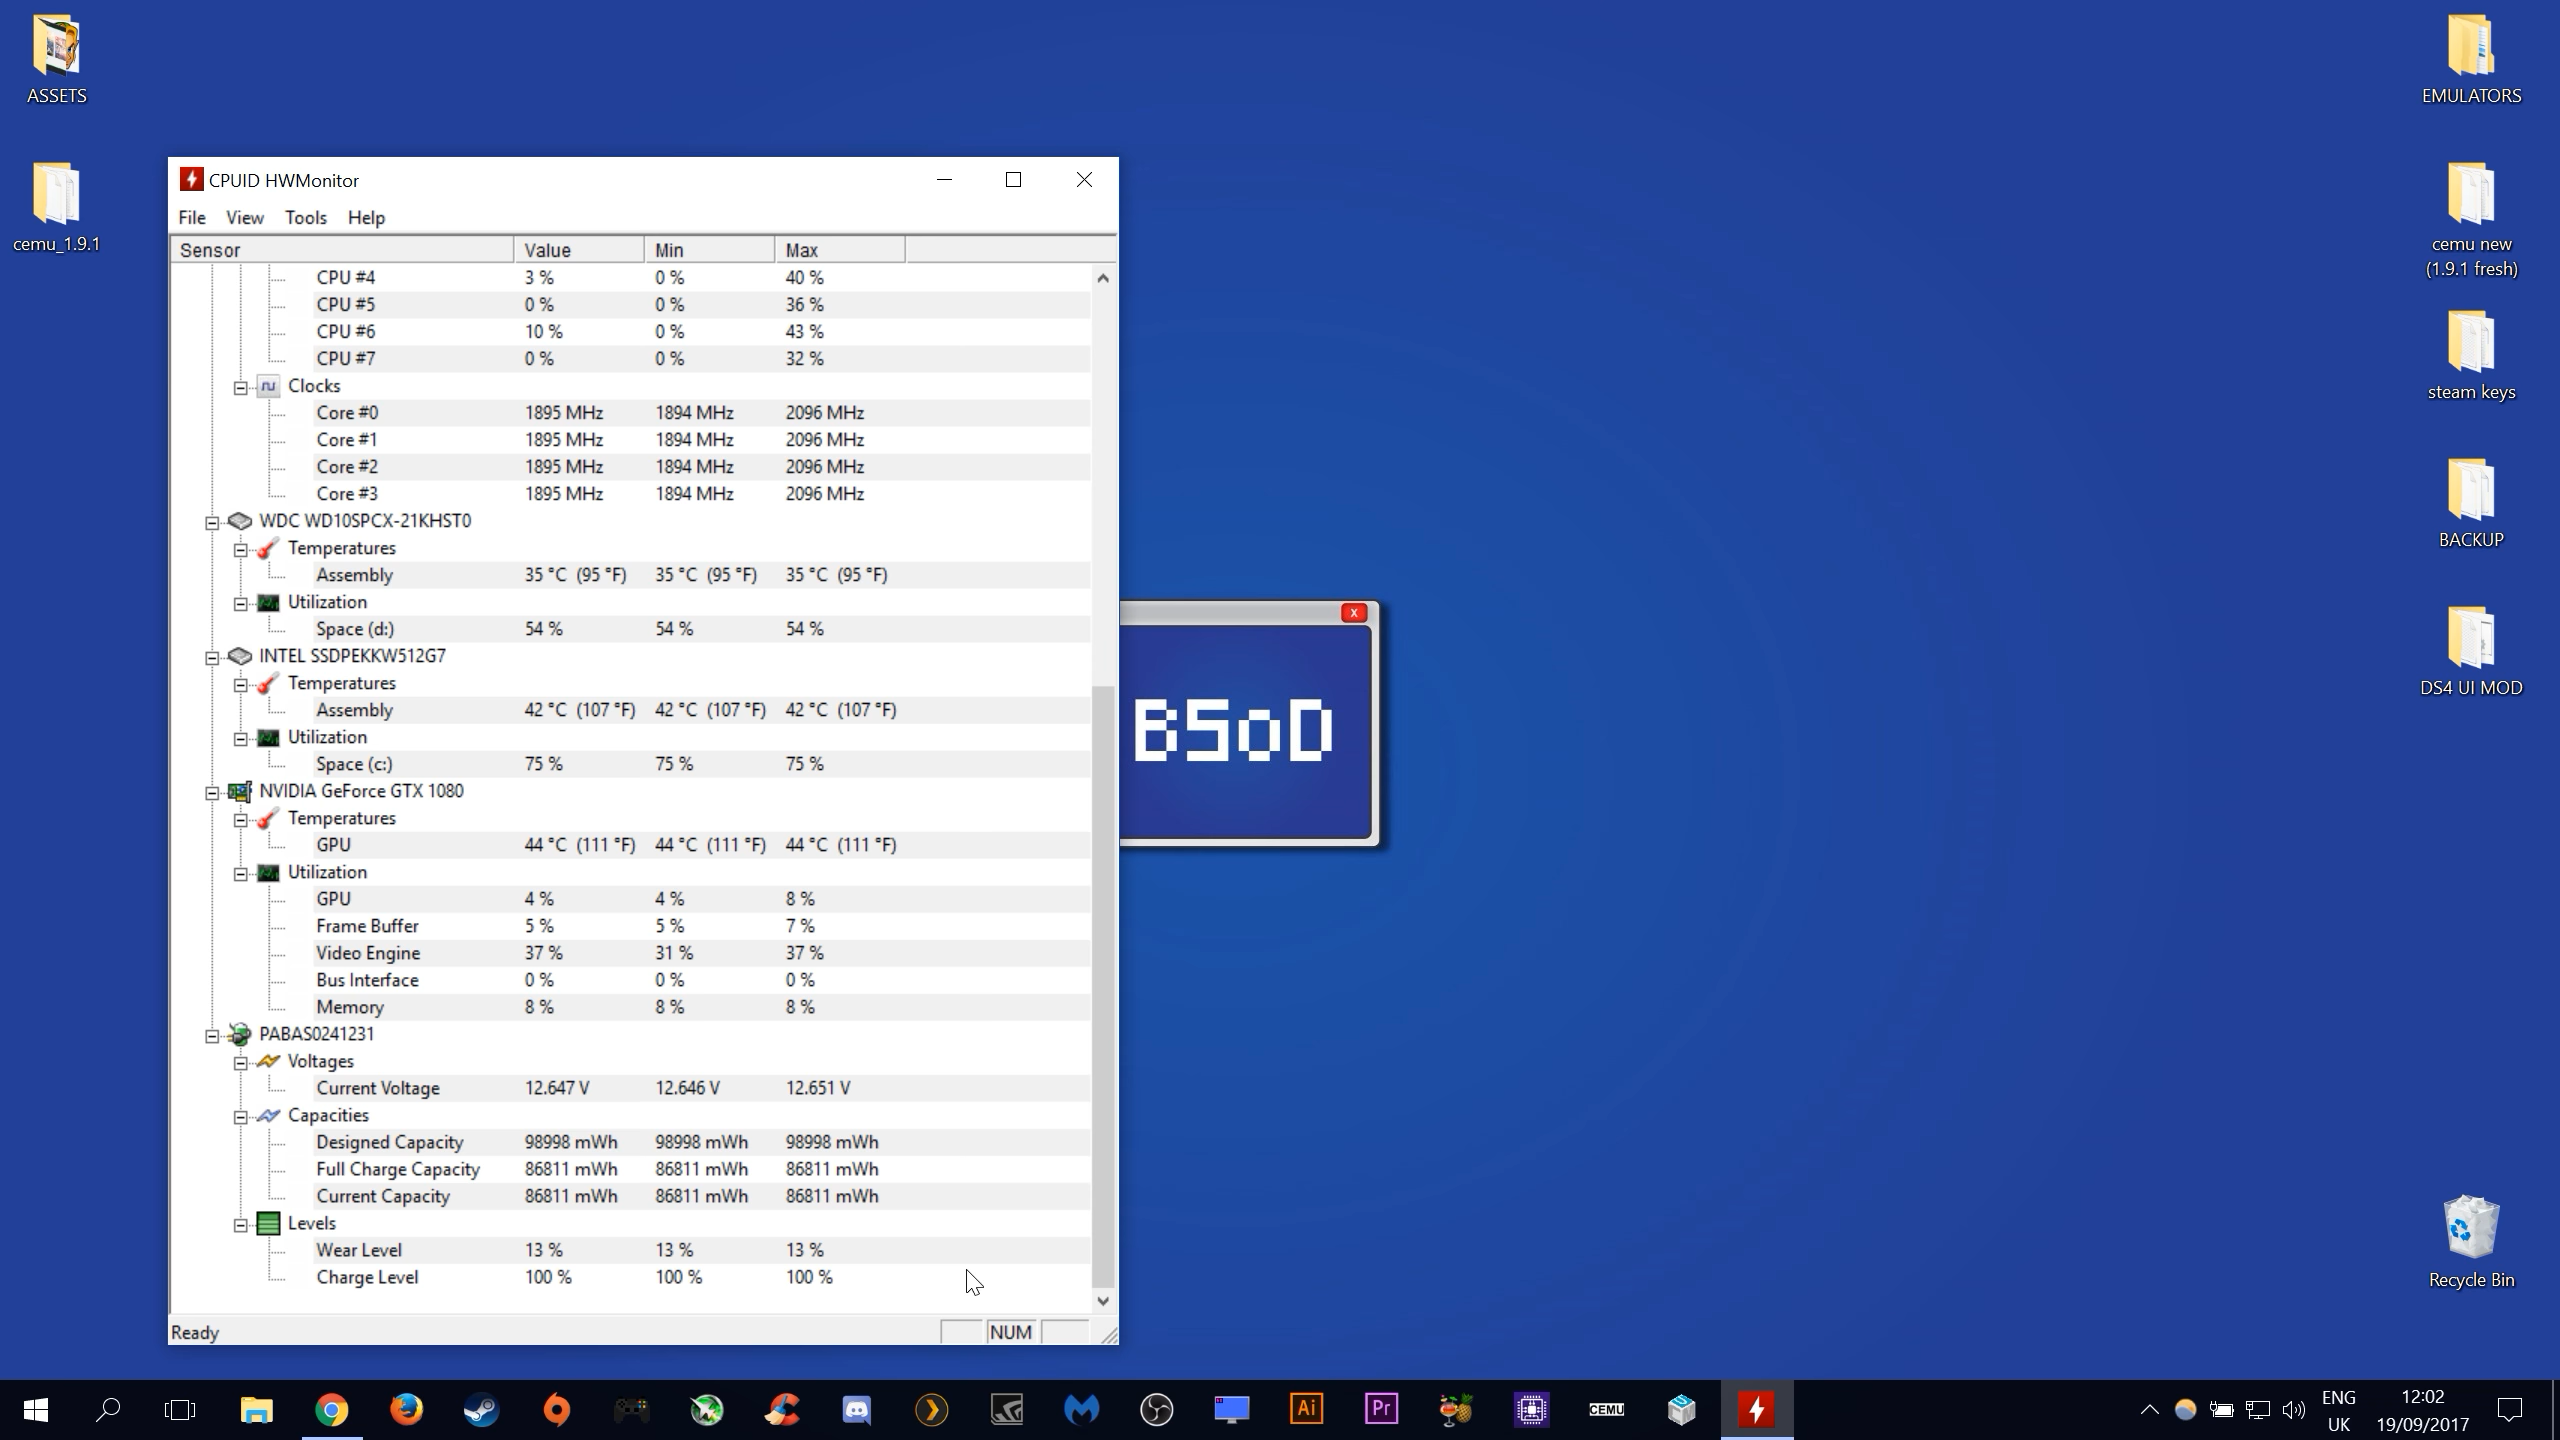 ASSETS
cemu_1.9.1
CPUID HWMonitor
File View Tools Help
Sensor Value Min Max
CPU #4 3 % 0 % 40 %
CPU #5 0 % 0 % 36 %
CPU #6 10 % 0 % 43 %
CPU #7 0 % 0 % 32 %
Clocks
Core #0 1895 MHz 1894 MHz 2096 MHz
Core #1 1895 MHz 1894 MHz 2096 MHz
Core #2 1895 MHz 1894 MHz 2096 MHz
Core #3 1895 MHz 1894 MHz 2096 MHz
WDC WD10SPCX-21KHST0
Temperatures
Assembly 35 °C (95 °F) 35 °C (95 °F) 35 °C (95 °F)
Utilization
Space (d:) 54 % 54 % 54 %
INTEL SSDPEKKW512G7
Temperatures
Assembly 42 °C (107 °F) 42 °C (107 °F) 42 °C (107 °F)
Utilization
Space (c:) 75 % 75 % 75 %
NVIDIA GeForce GTX 1080
Temperatures
GPU 44 °C (111 °F) 44 °C (111 °F) 44 °C (111 °F)
Utilization
GPU 4 % 4 % 8 %
Frame Buffer 5 % 5 % 7 %
Video Engine 37 % 31 % 37 %
Bus Interface 0 % 0 % 0 %
Memory 8 % 8 % 8 %
PABAS0241231
Voltages
Current Voltage 12.647 V 12.646 V 12.651 V
Capacities
Designed Capacity 98998 mWh 98998 mWh 98998 mWh
Full Charge Capacity 86811 mWh 86811 mWh 86811 mWh
Current Capacity 86811 mWh 86811 mWh 86811 mWh
Levels
Wear Level 13 % 13 % 13 %
Charge Level 100 % 100 % 100 %
Ready NUM
x
BSoD
EMULATORS
cemu new
(1.9.1 fresh)
steam keys
BACKUP
DS4 UI MOD
Recycle Bin
Ai
Pr
CEMU
ENG
UK
12:02
19/09/2017